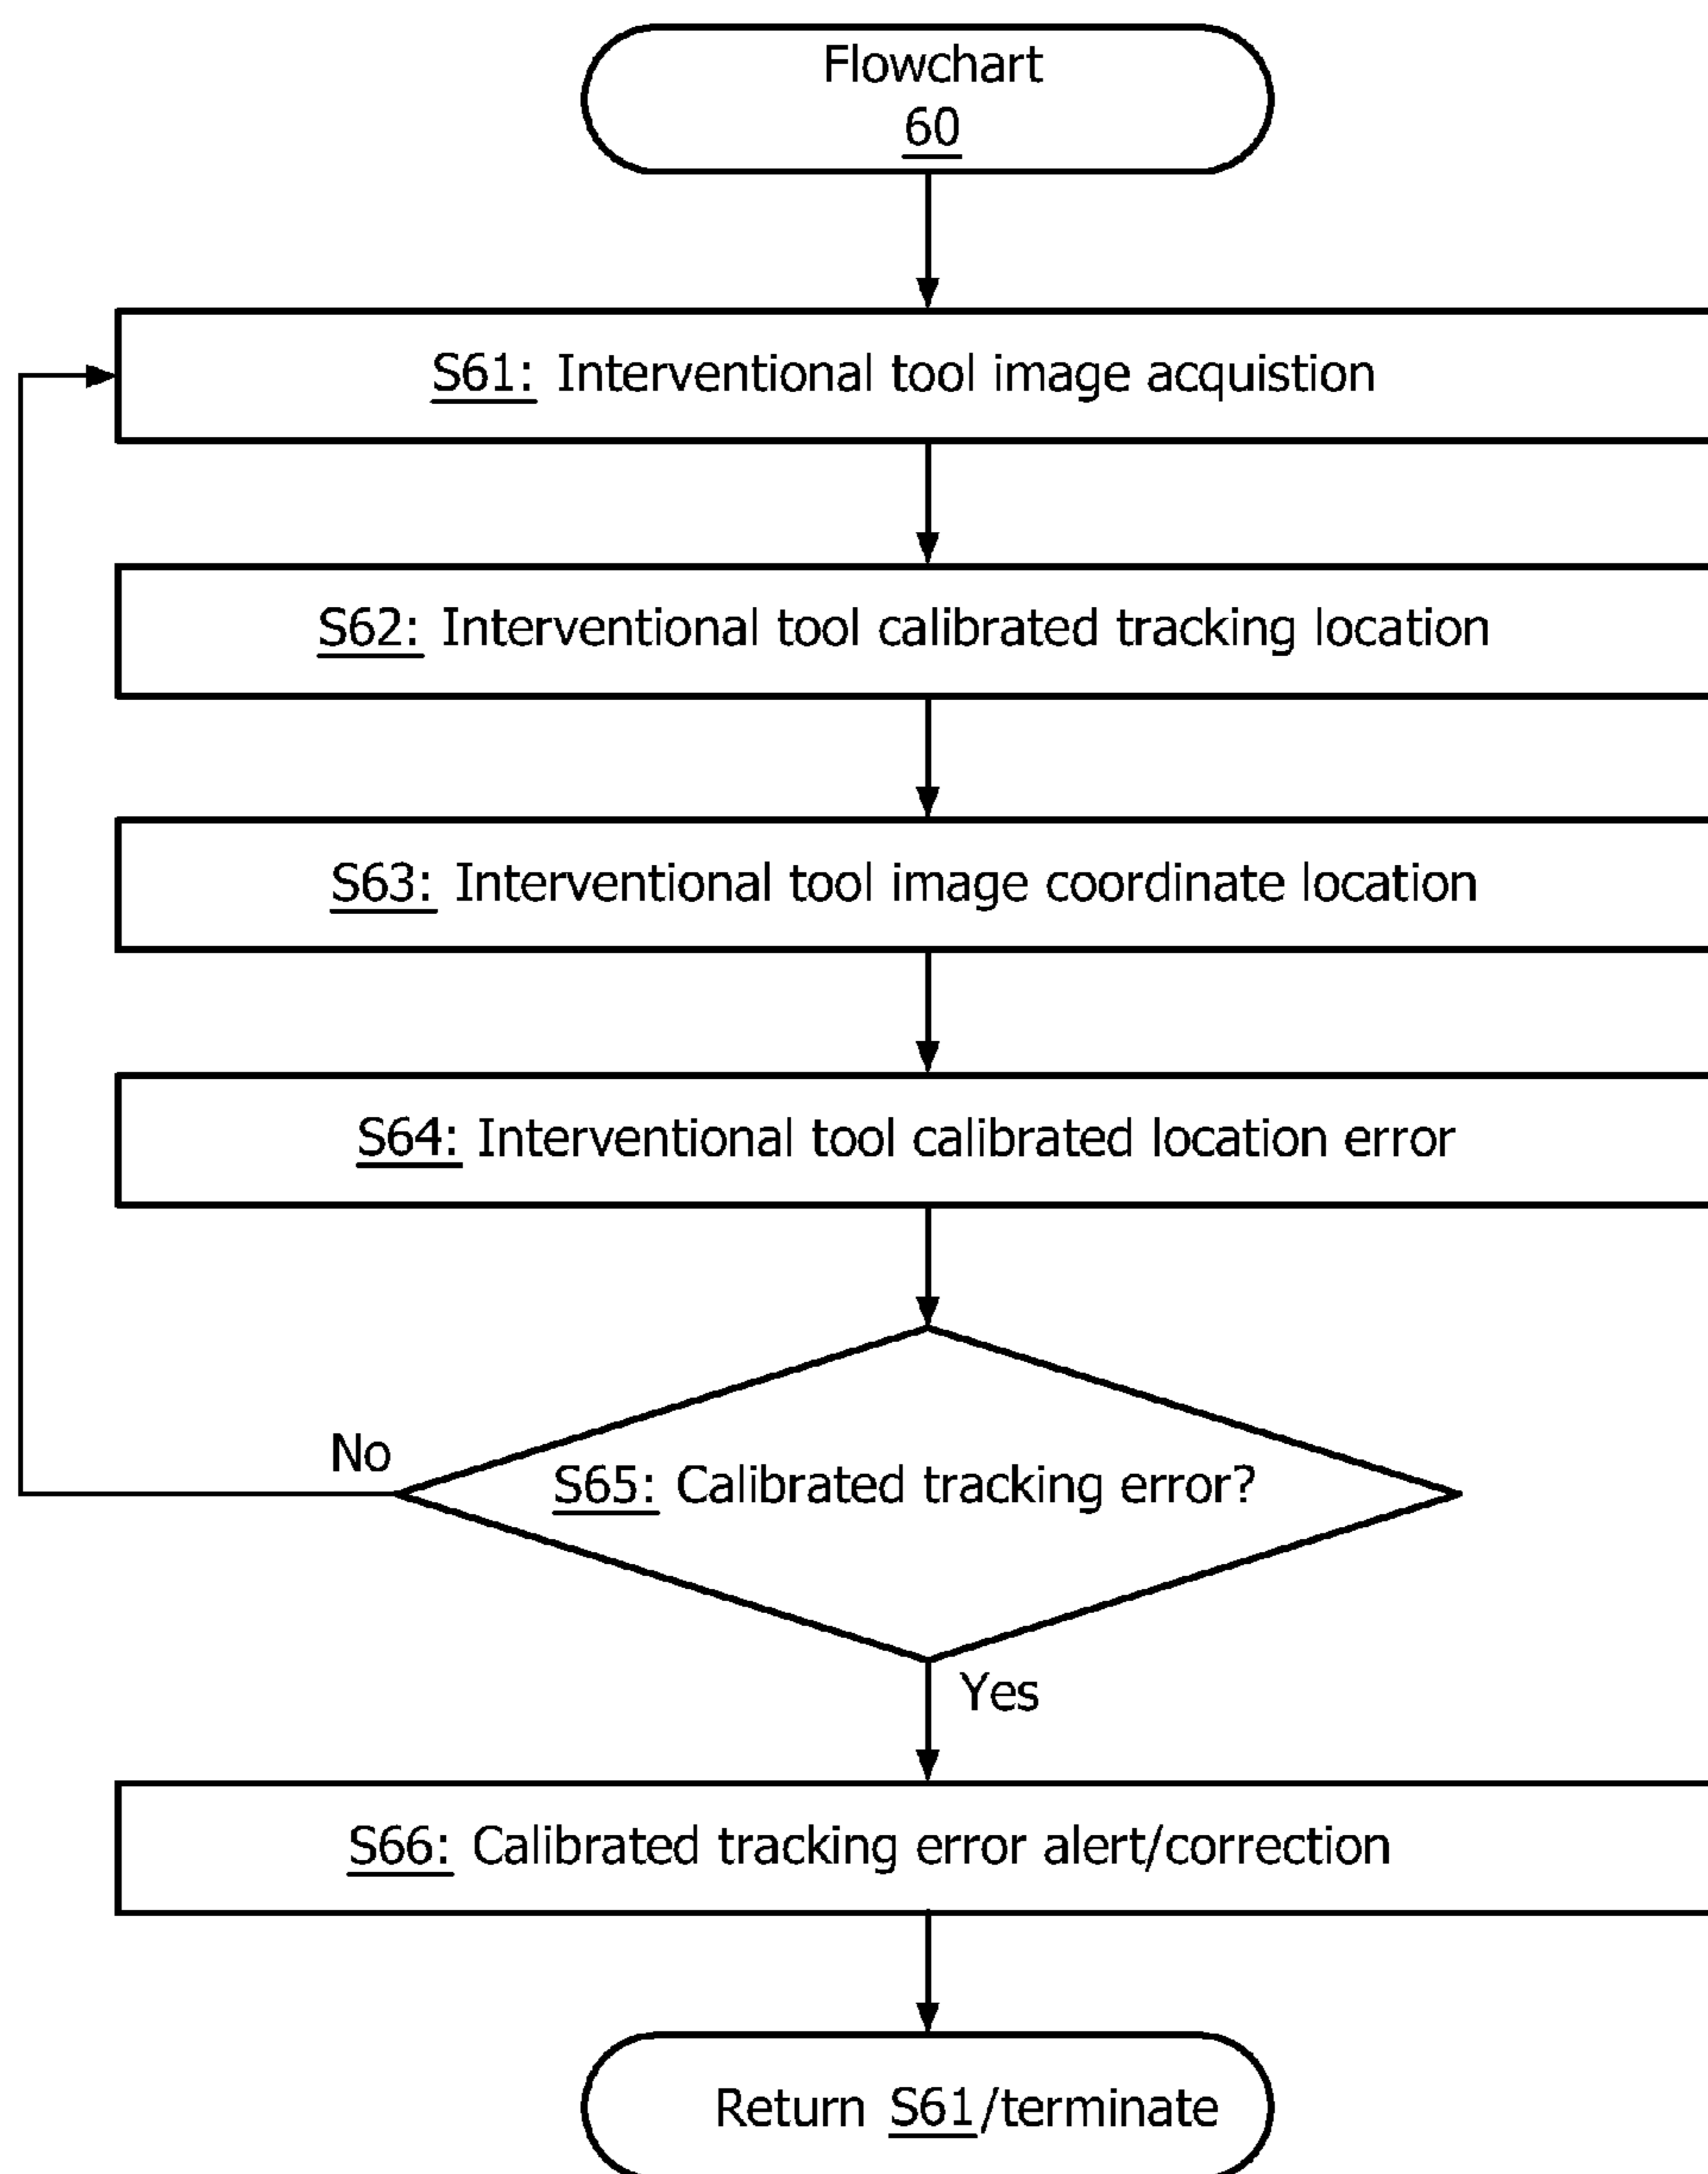 Flowchart
60
S61: Interventional tool image acquistion
S62: Interventional tool calibrated tracking location
S63: Interventional tool image coordinate location
S64: Interventional tool calibrated location error
No
S65: Calibrated tracking error?
Yes
S66: Calibrated tracking error alert/correction
Return S61/terminate